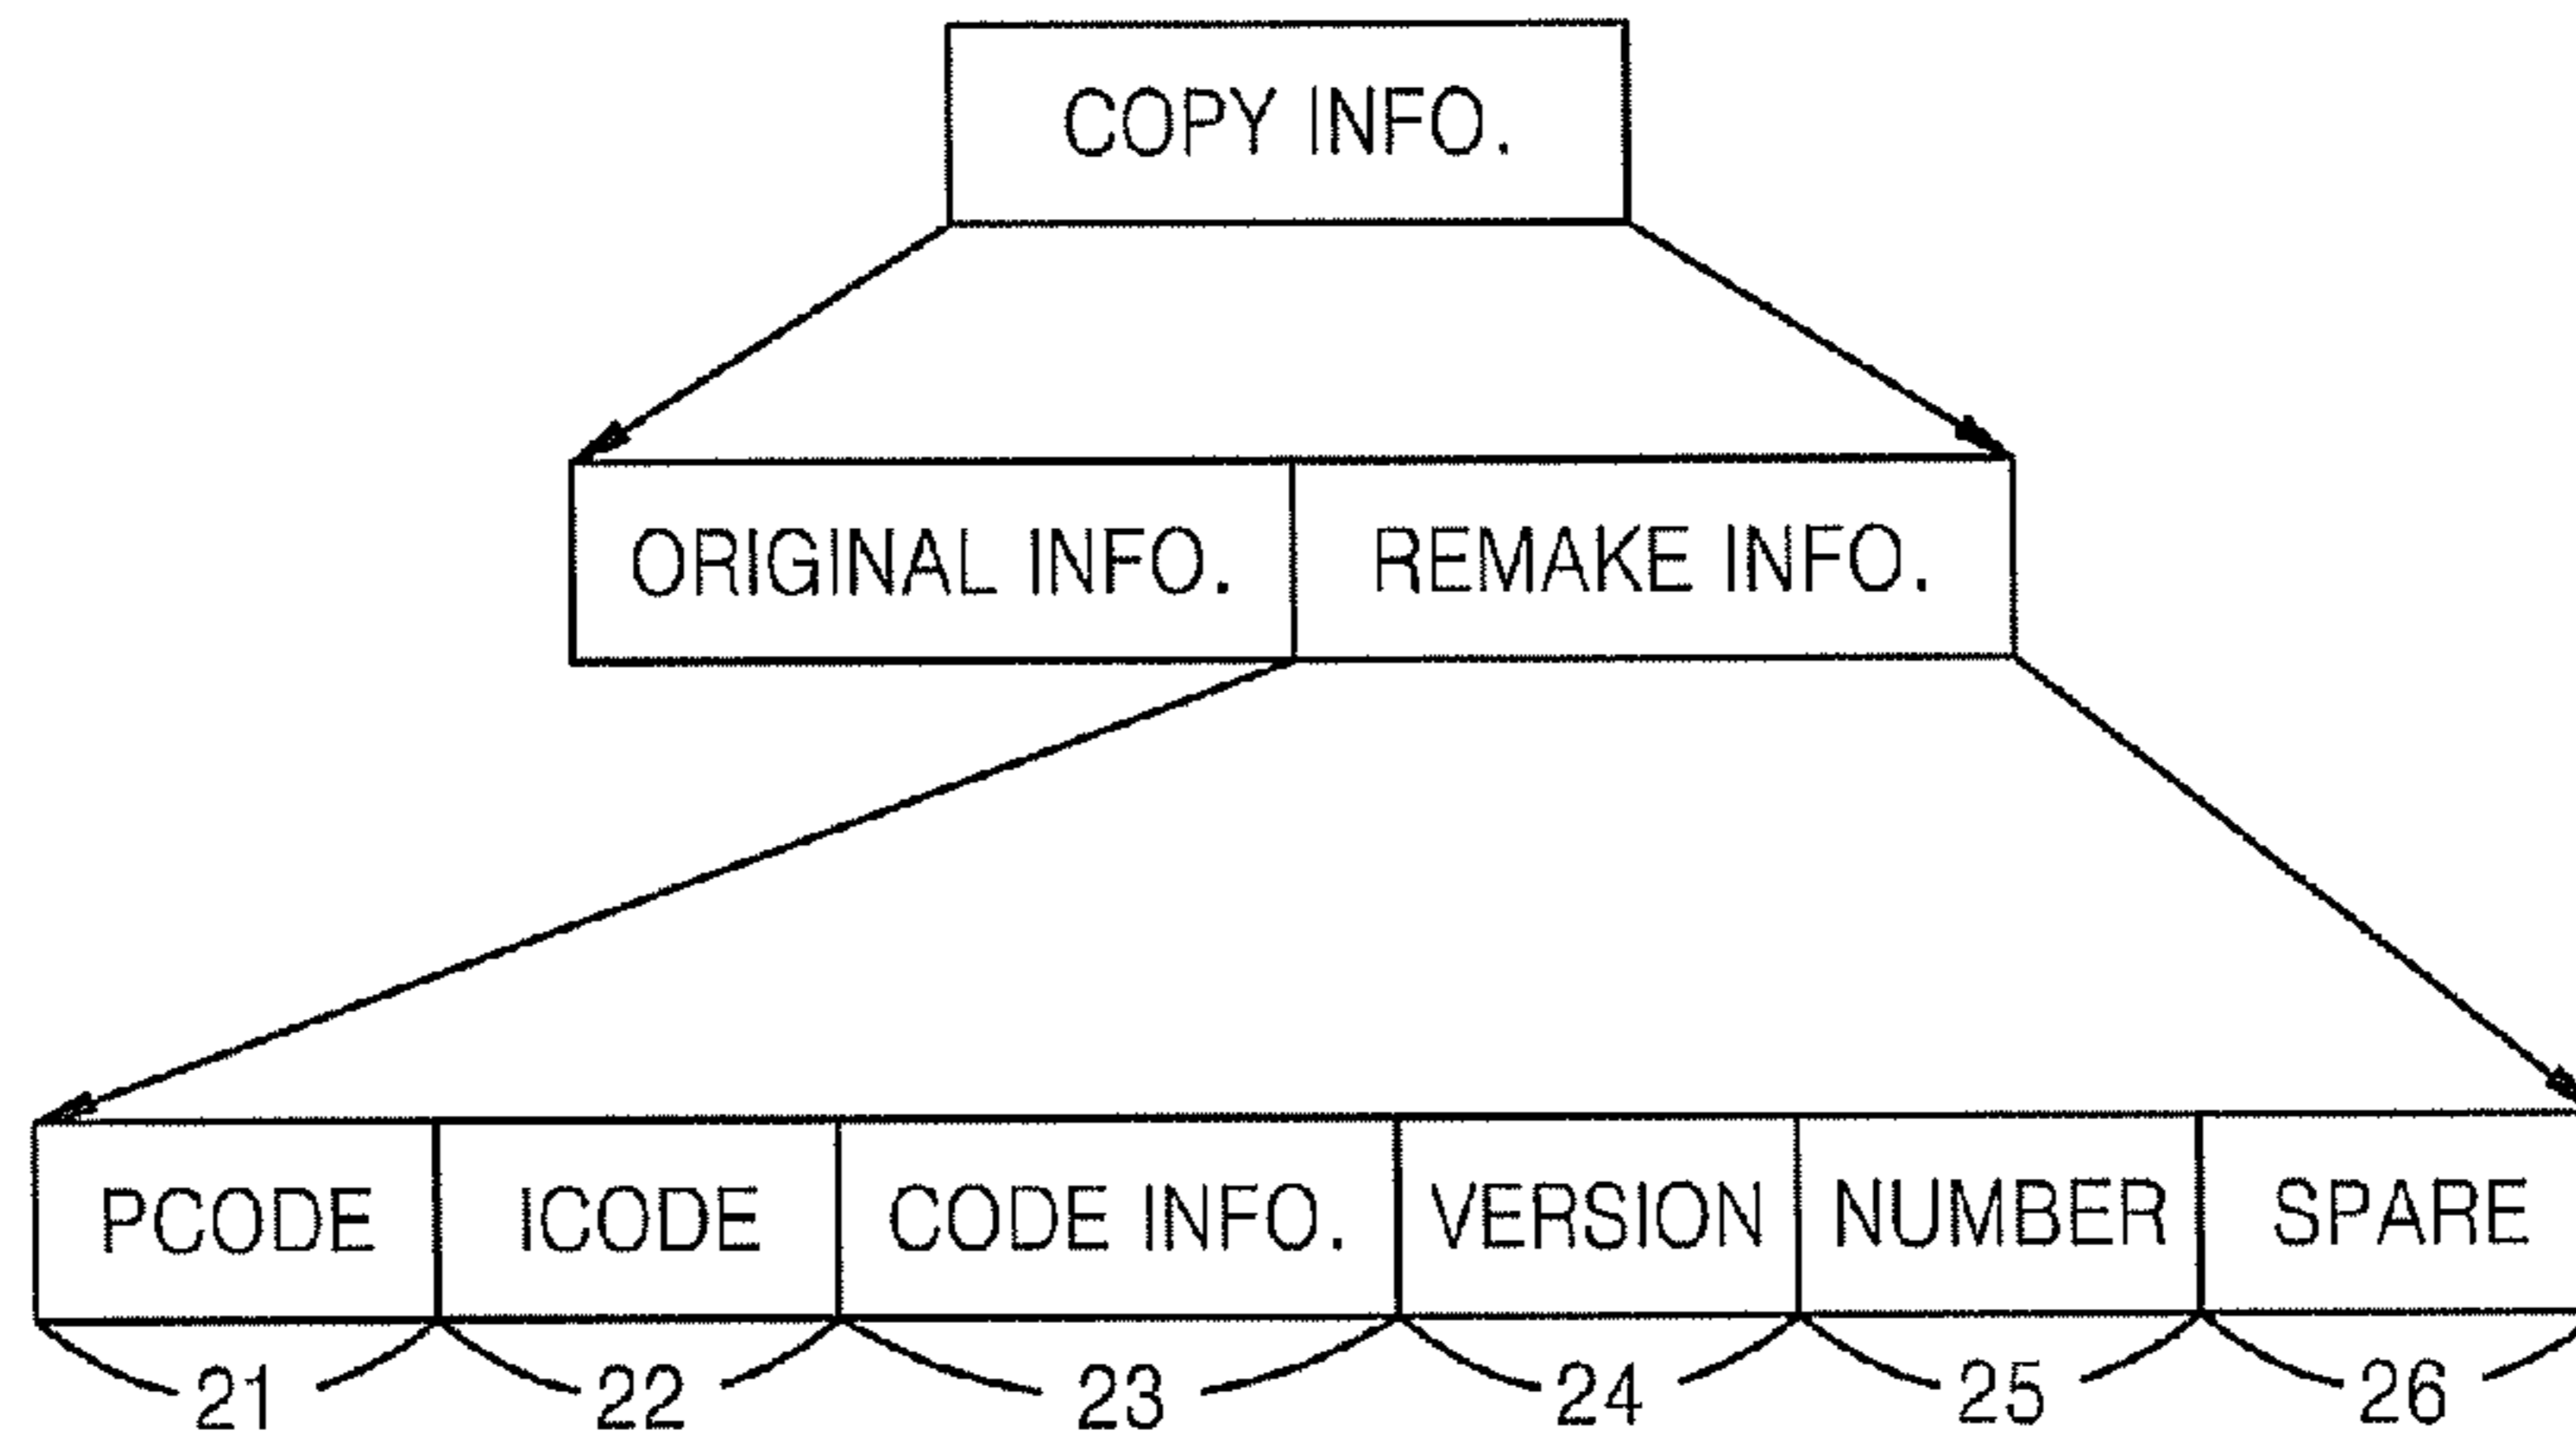 COPY INFO.
ORIGINAL INFO. REMAKE INFO.
PCODE ICODE CODE INFO. VERSION NUMBER SPARE
21 22 23 24 25 26